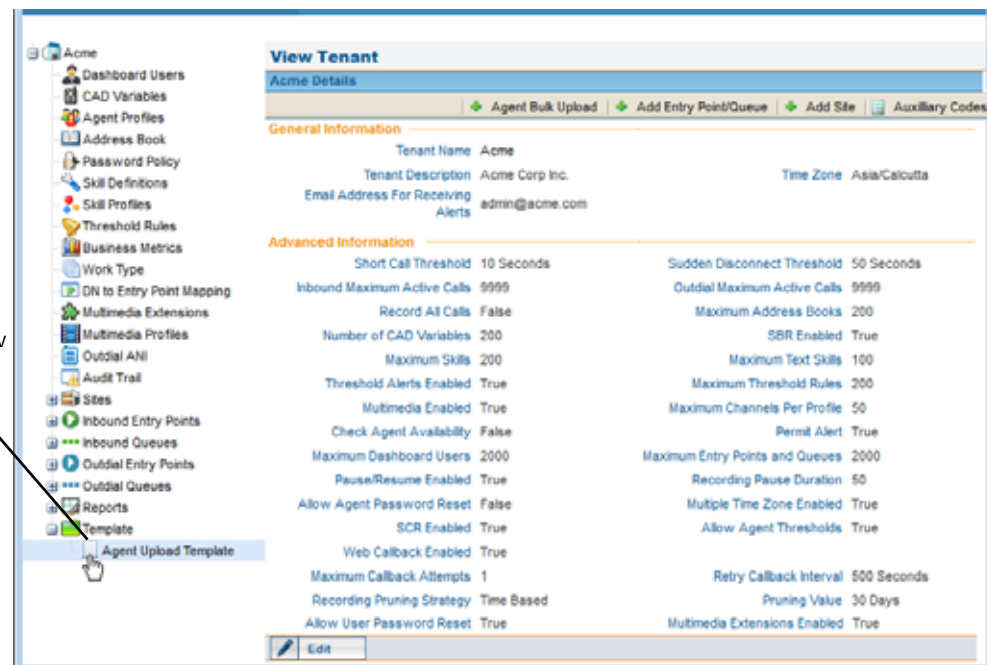 Acme
Dashboard Users
CAD Variables
Agent Profiles
Address Book
Password Policy
Skill Definitions
Skill Profiles
Threshold Rules
Business Metrics
Work Type
DN to Entry Point Mapping
Multimedia Extensions
Multimedia Profiles
Outdial ANI
Audit Trail
Sites
Inbound Entry Points
Inbound Queues
Outdial Entry Points
Outdial Queues
Reports
Template
Agent Upload Template
View Tenant
Acme Details
Agent Bulk Upload Add Entry Point/Queue Add Site Auxiliary Codes
General Information
Tenant Name Acme
Tenant Description Acme Corp Inc. Time Zone Asia/Calcutta
Email Address For Receiving
Alerts admin@acme.com
Advanced Information
Short Call Threshold 10 Seconds Sudden Disconnect Threshold 50 Seconds
Inbound Maximum Active Calls 9999 Outdial Maximum Active Calls 9999
Record All Calls False Maximum Address Books 200
Number of CAD Variables 200 SBR Enabled True
Maximum Skills 200 Maximum Text Skills 100
Threshold Alerts Enabled True Maximum Threshold Rules 200
Multimedia Enabled True Maximum Channels Per Profile 50
Check Agent Availability False Permit Alert True
Maximum Dashboard Users 2000 Maximum Entry Points and Queues 2000
Pause/Resume Enabled True Recording Pause Duration 50
Allow Agent Password Reset False Multiple Time Zone Enabled True
SCR Enabled True Allow Agent Thresholds True
Web Callback Enabled True
Maximum Callback Attempts 1 Retry Callback Interval 500 Seconds
Recording Pruning Strategy Time Based Pruning Value 30 Days
Allow User Password Reset True Multimedia Extensions Enabled True
Edit